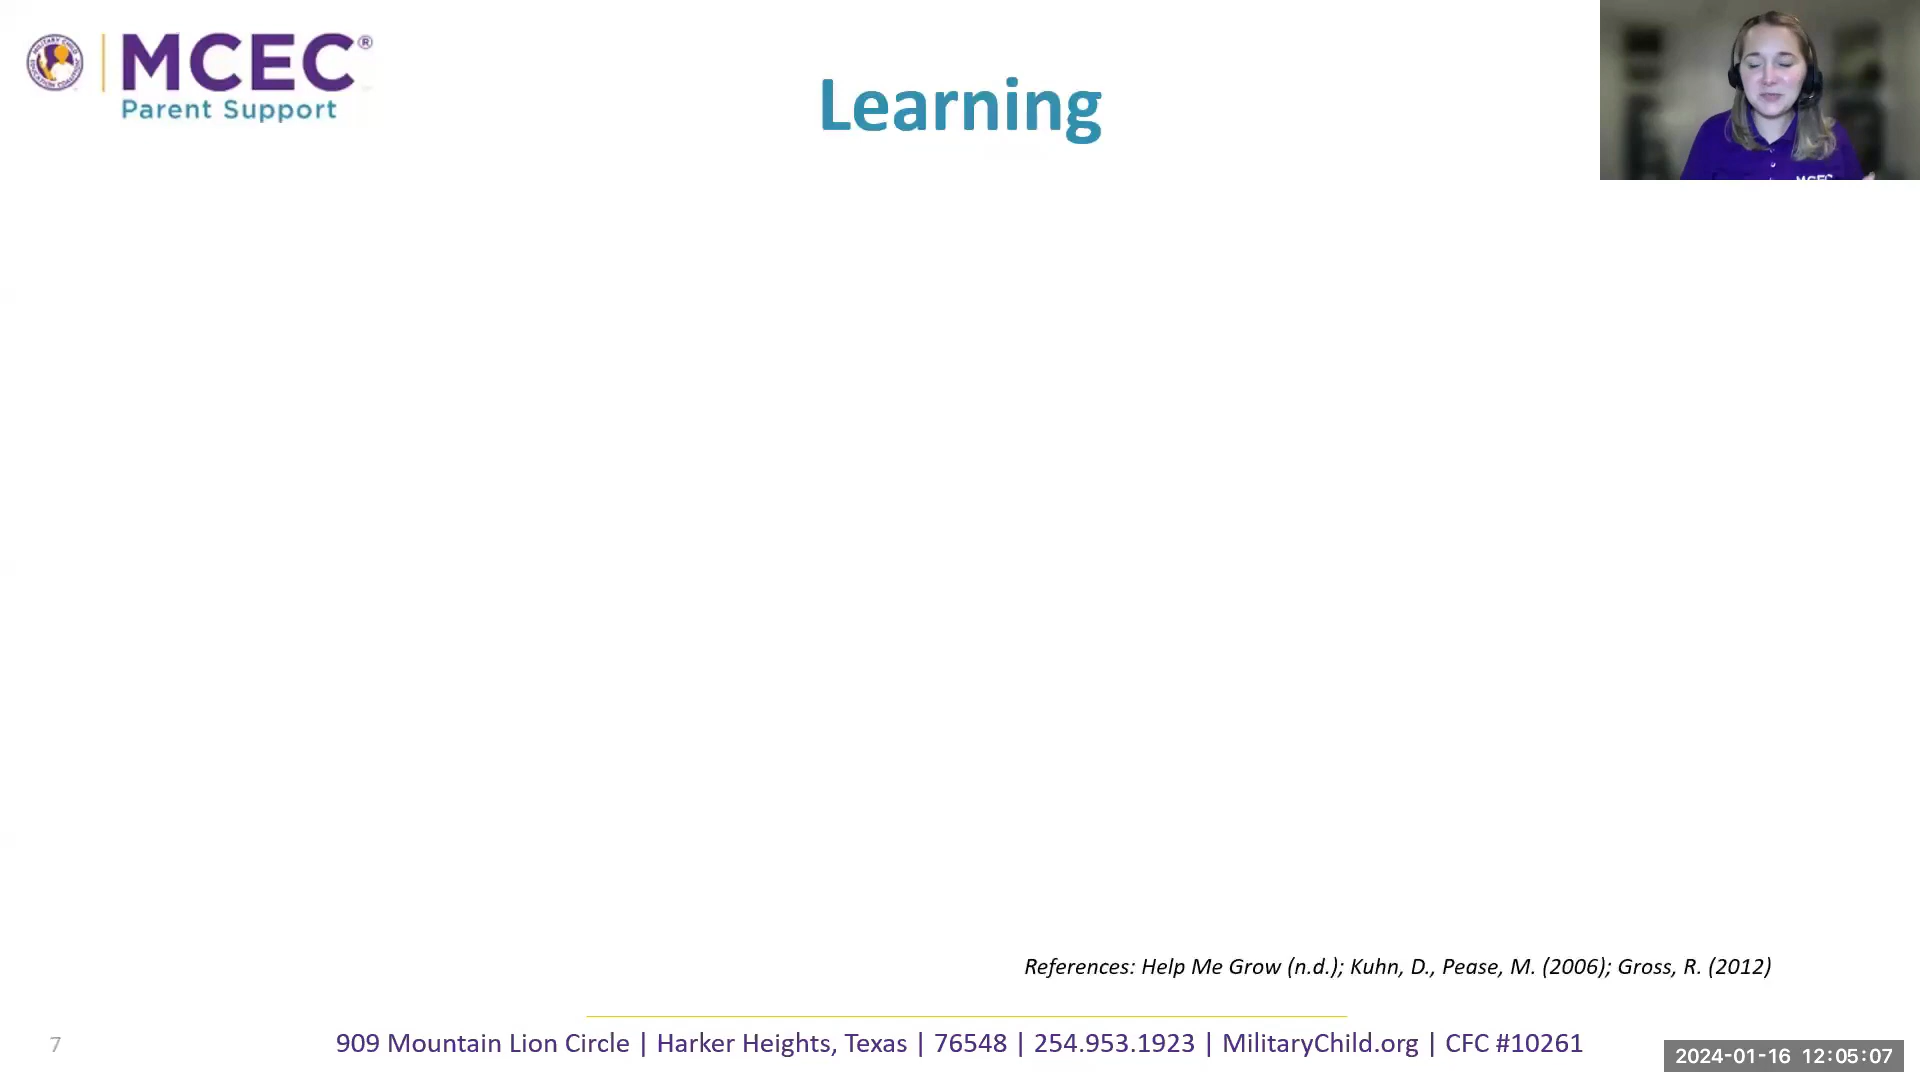 MCEC®
Parent Support
Learning
MCEC
References: Help Me Grow (n.d.); Kuhn, D., Pease, M. (2006); Gross, R. (2012)
7
909 Mountain Lion Circle | Harker Heights, Texas | 76548 | 254.953.1923 | MilitaryChild.org | CFC #10261
2024-01-16 12:05:07